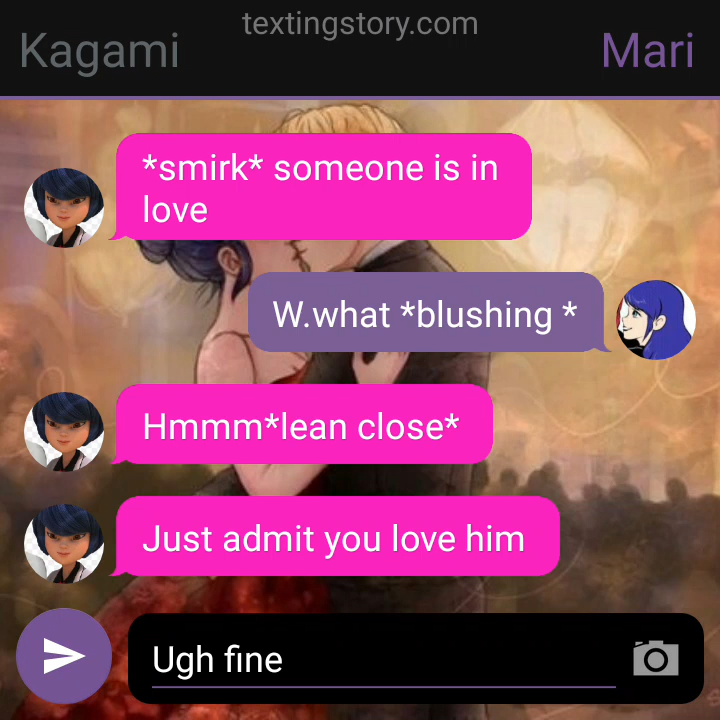 textingstory.com
Kagami
Mari
*smirk* someone is in
love
W.what *blushing *
Hmmm*lean close*
Just admit you love him
Ugh fine